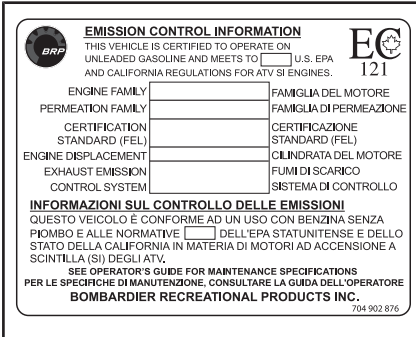 BRP
EMISSION CONTROL INFORMATION
THIS VEHICLE IS CERTIFIED TO OPERATE ON
UNLEADED GASOLINE AND MEETS TO U.S. EPA
AND CALIFORNIA REGULATIONS FOR ATV SI ENGINES.
EC
121
ENGINE FAMILY FAMIGLIA DEL MOTORE
PERMEATION FAMILY FAMIGLIA DI PERMEAZIONE
CERTIFICATION CERTIFICAZIONE
STANDARD (FEL) STANDARD (FEL)
ENGINE DISPLACEMENT CILINDRATA DEL MOTORE
EXHAUST EMISSION FUMI DI SCARICO
CONTROL SYSTEM SISTEMA DI CONTROLLO
INFORMAZIONI SUL CONTROLLO DELLE EMISSIONI
QUESTO VEICOLO È CONFORME AD UN USO CON BENZINA SENZA
PIOMBO E ALLE NORMATIVE DELL'EPA STATUNITENSE E DELLO
STATO DELLA CALIFORNIA IN MATERIA DI MOTORI AD ACCENSIONE A
SCINTILLA (SI) DEGLI ATV.
SEE OPERATOR'S GUIDE FOR MAINTENANCE SPECIFICATIONS
PER LE SPECIFICHE DI MANUTENZIONE, CONSULTARE LA GUIDA DELL'OPERATORE
BOMBARDIER RECREATIONAL PRODUCTS INC.
704 902 876